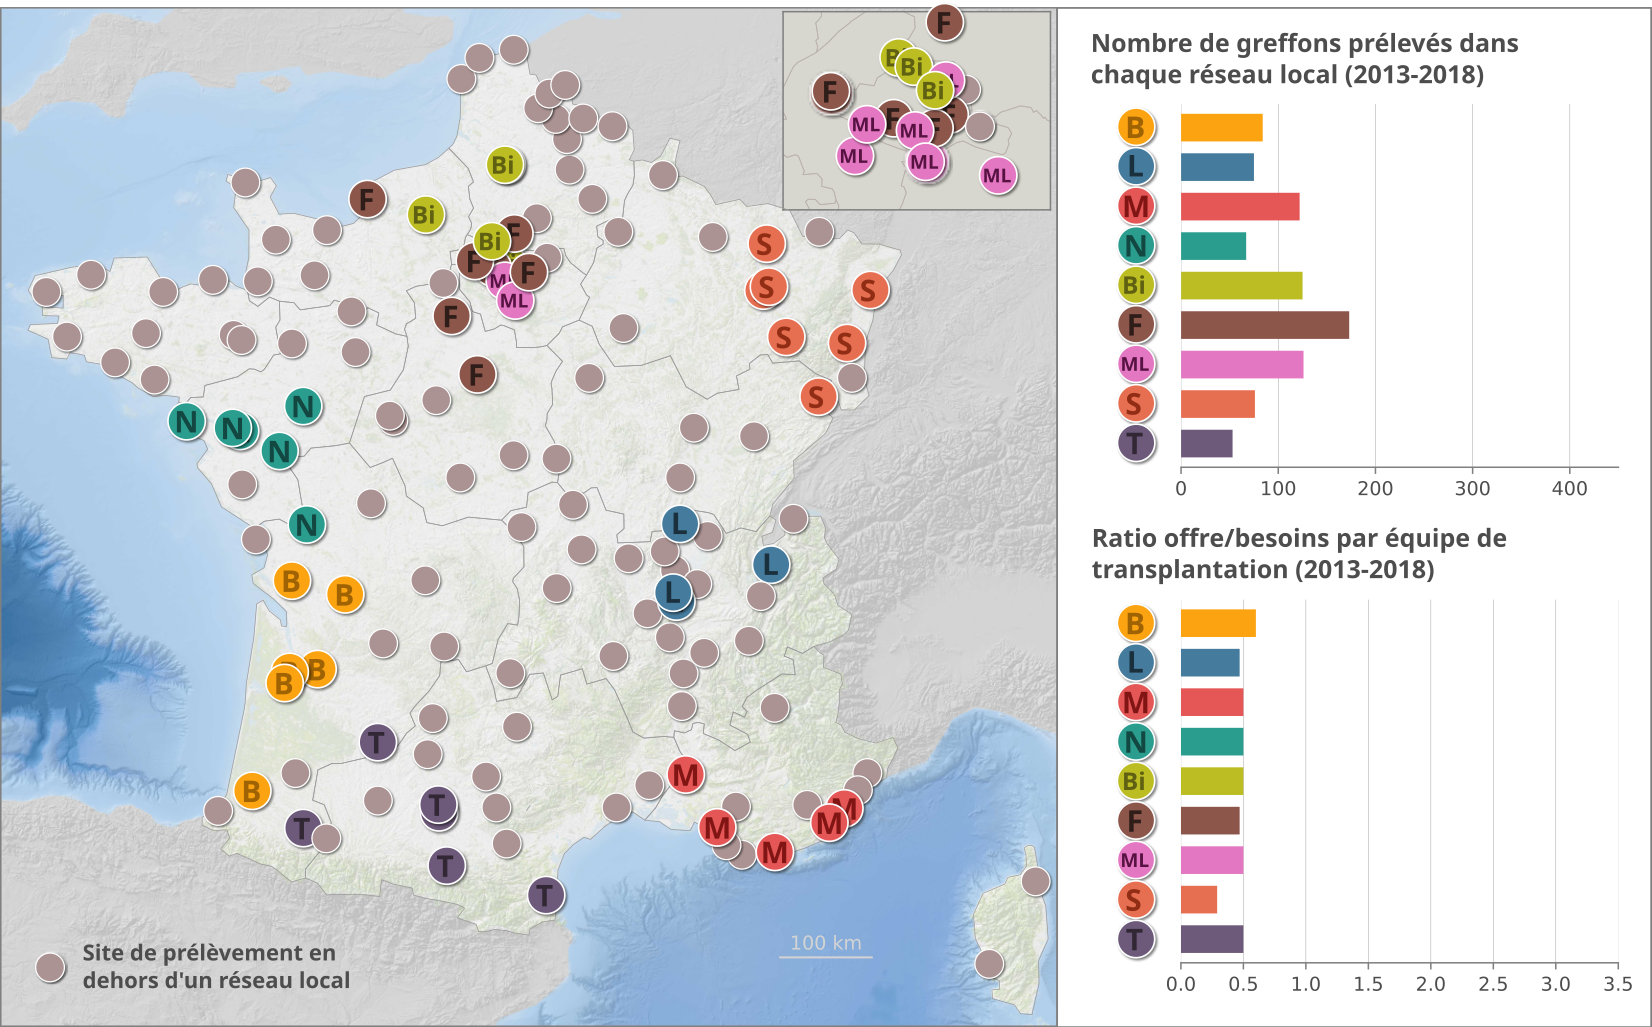 F
Bi
Bi
ML
Bi
F
F
F
ML
ML
F
ML
ML
ML
Bi
F
Bi
F
Bi
F
F
ML
ML
F
F
S
S
S
S
S
S
N
N
N
N
N
L
L
L
B
B
B
B
B
B
T
T
T
T
T
M
M
M
M
M
Site de prélèvement en
dehors d'un réseau local
100 km
Nombre de greffons prélevés dans
chaque réseau local (2013-2018)
B
L
M
N
Bi
F
ML
S
T
0 100 200 300 400
Ratio offre/besoins par équipe de
transplantation (2013-2018)
B
L
M
N
Bi
F
ML
S
T
0.0 0.5 1.0 1.5 2.0 2.5 3.0 3.5